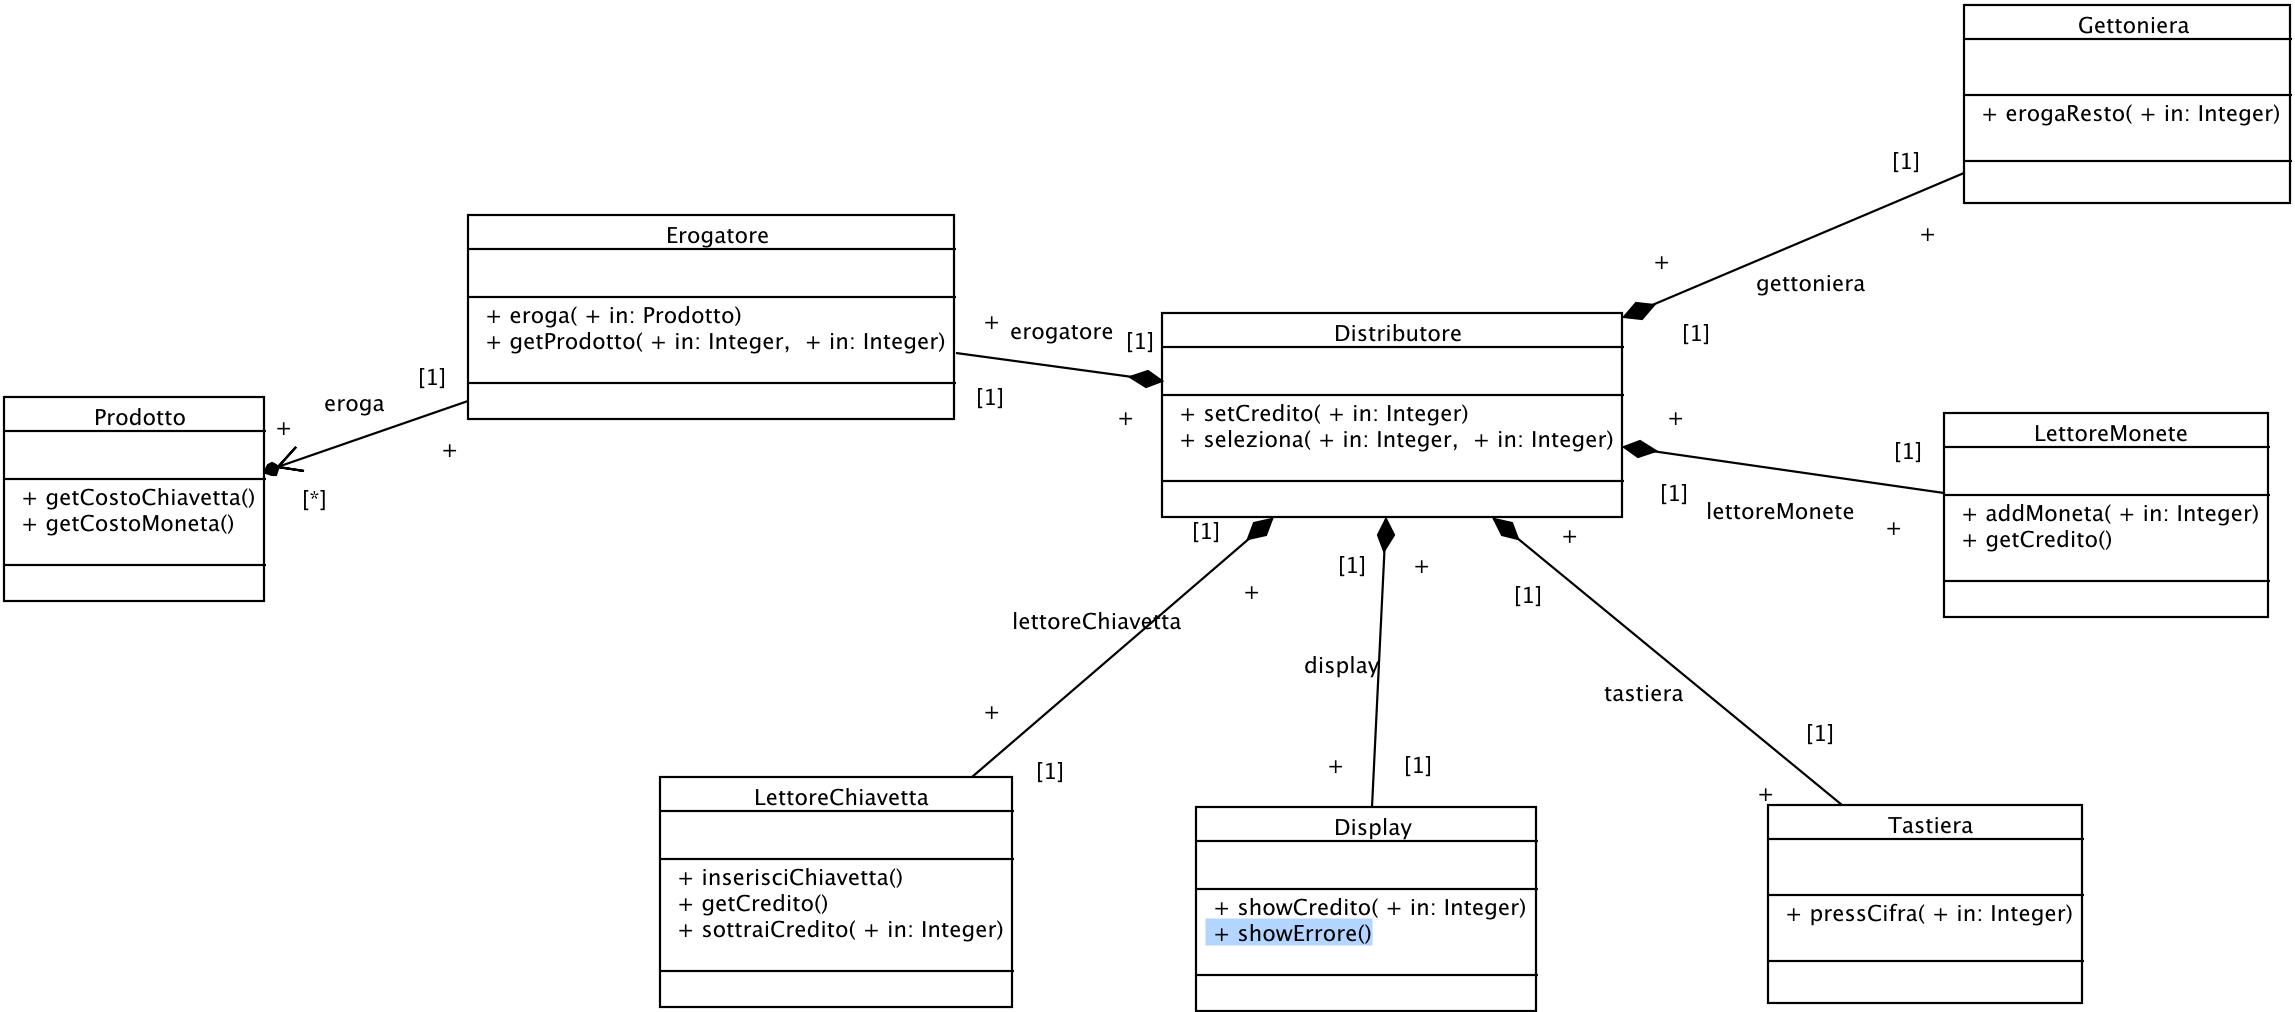 Gettoniera
+ erogaResto( + in: Integer)
[1]
+
+
gettoniera
[1]
Erogatore
+ eroga( + in: Prodotto)
+ getProdotto( + in: Integer,  + in: Integer)
+
erogatore
[1]
[1]
+
[1]
eroga
+
+
[*]
Prodotto
+ getCostoChiavetta()
+ getCostoMoneta()
Distributore
+ setCredito( + in: Integer)
+ seleziona( + in: Integer,  + in: Integer)
+
[1]
[1]
lettoreMonete
+
LettoreMonete
+ addMoneta( + in: Integer)
+ getCredito()
[1]
+
lettoreChiavetta
+
[1]
[1]
+
display
+
[1]
+
[1]
tastiera
[1]
+
LettoreChiavetta
+ inserisciChiavetta()
+ getCredito()
+ sottraiCredito( + in: Integer)
Display
+ showCredito( + in: Integer)
+ showErrore()
Tastiera
+ pressCifra( + in: Integer)